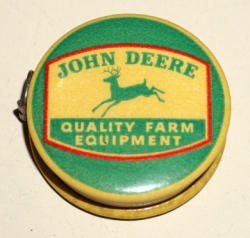 JOHN DEERE
QUALITY FARM
EQUIPMENT